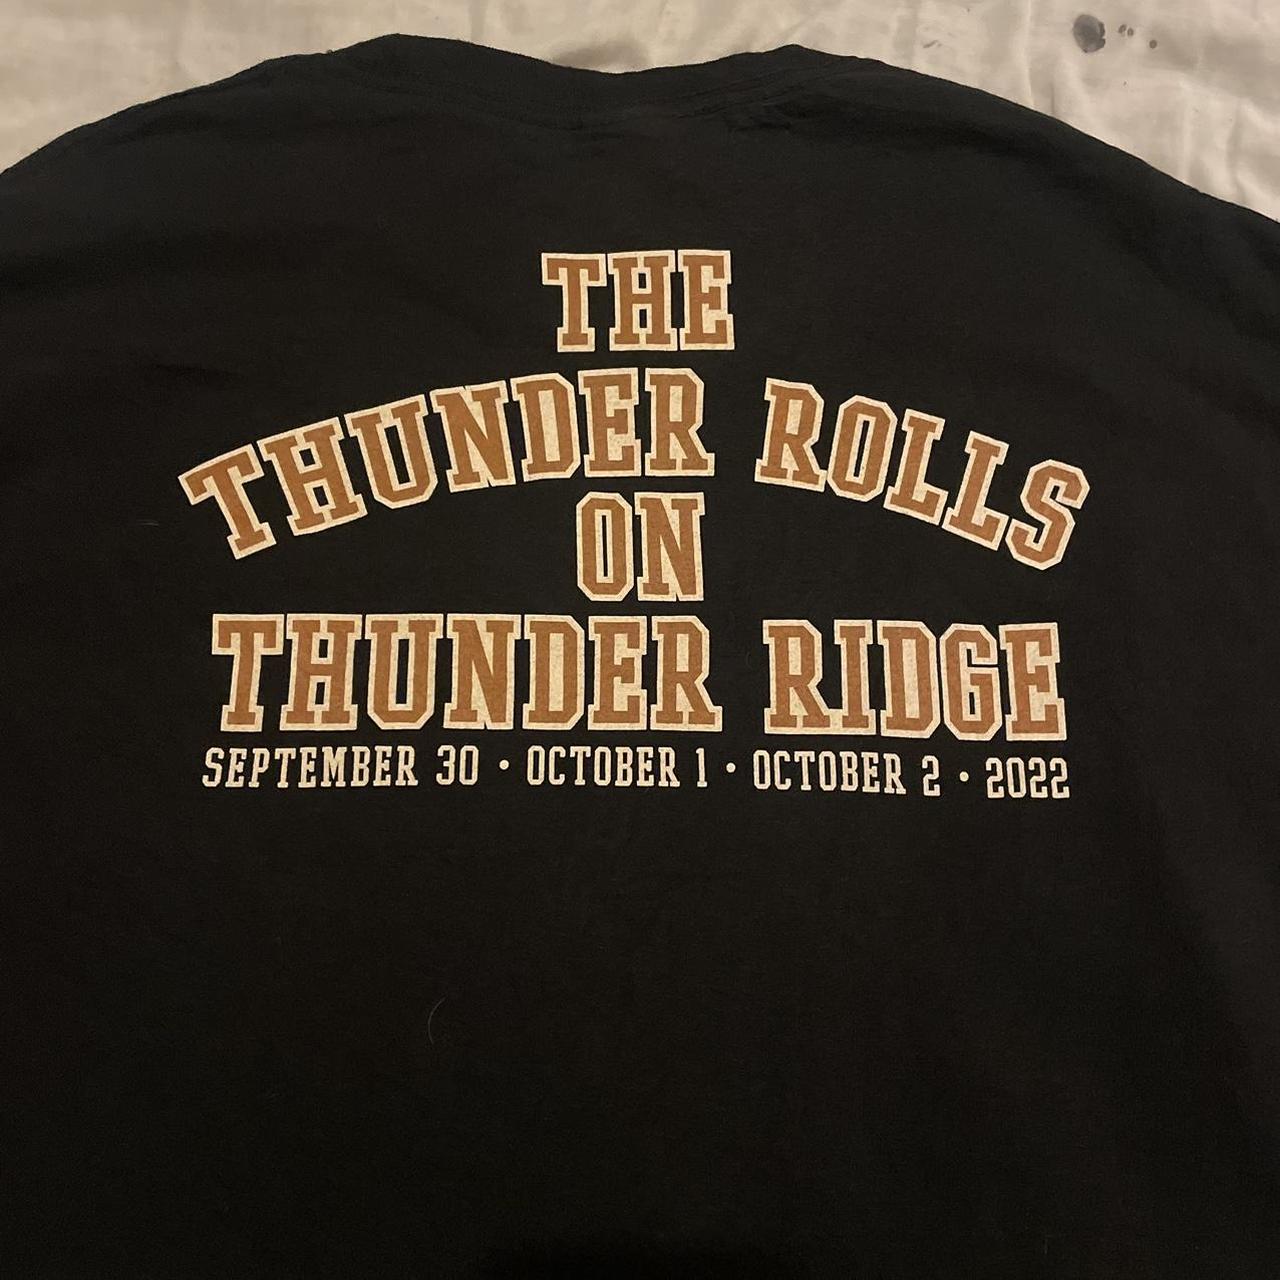 THE
THUNDER ROLLS
ON
THUNDER RIDGE
SEPTEMBER 30 • OCTOBER 1 • OCTOBER 2 • 2022